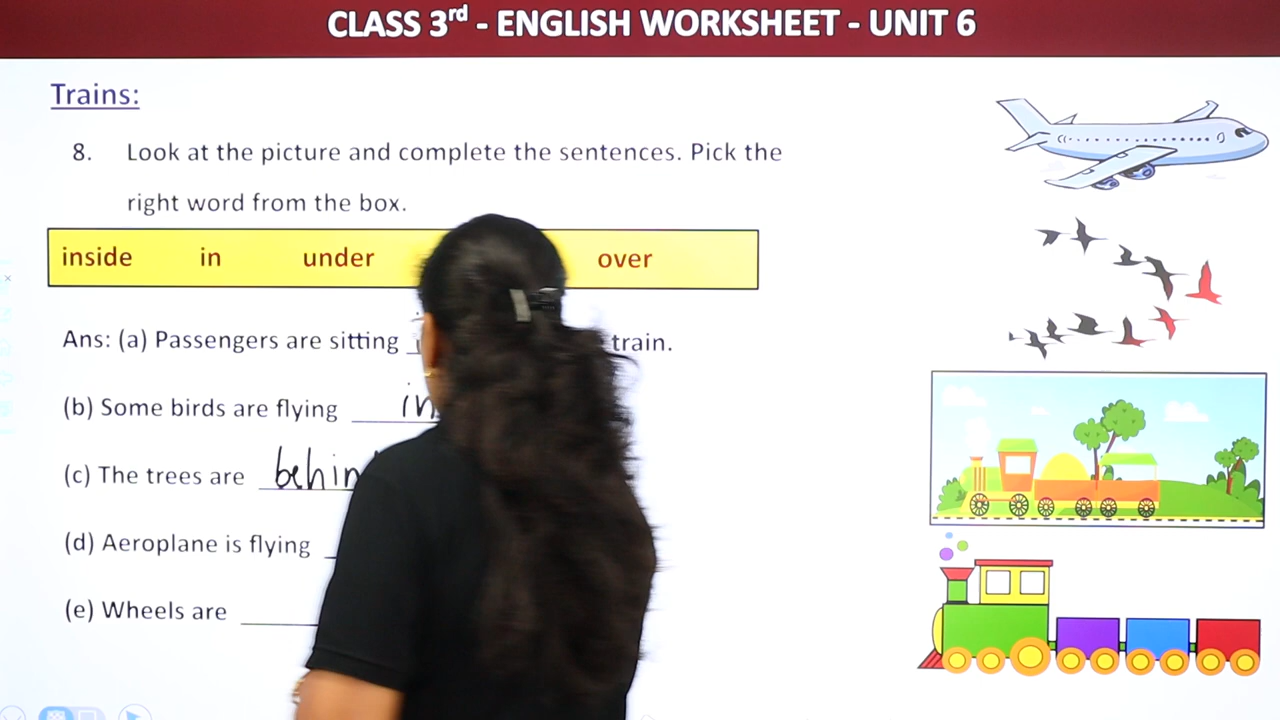 CLASS 3rd - ENGLISH WORKSHEET - UNIT 6
Trains:
8. Look at the picture and complete the sentences. Pick the
right word from the box.
inside in under over
Ans: (a) Passengers are sitting train.
(b) Some birds are flying in
(c) The trees are behin
(d) Aeroplane is flying
(e) Wheels are